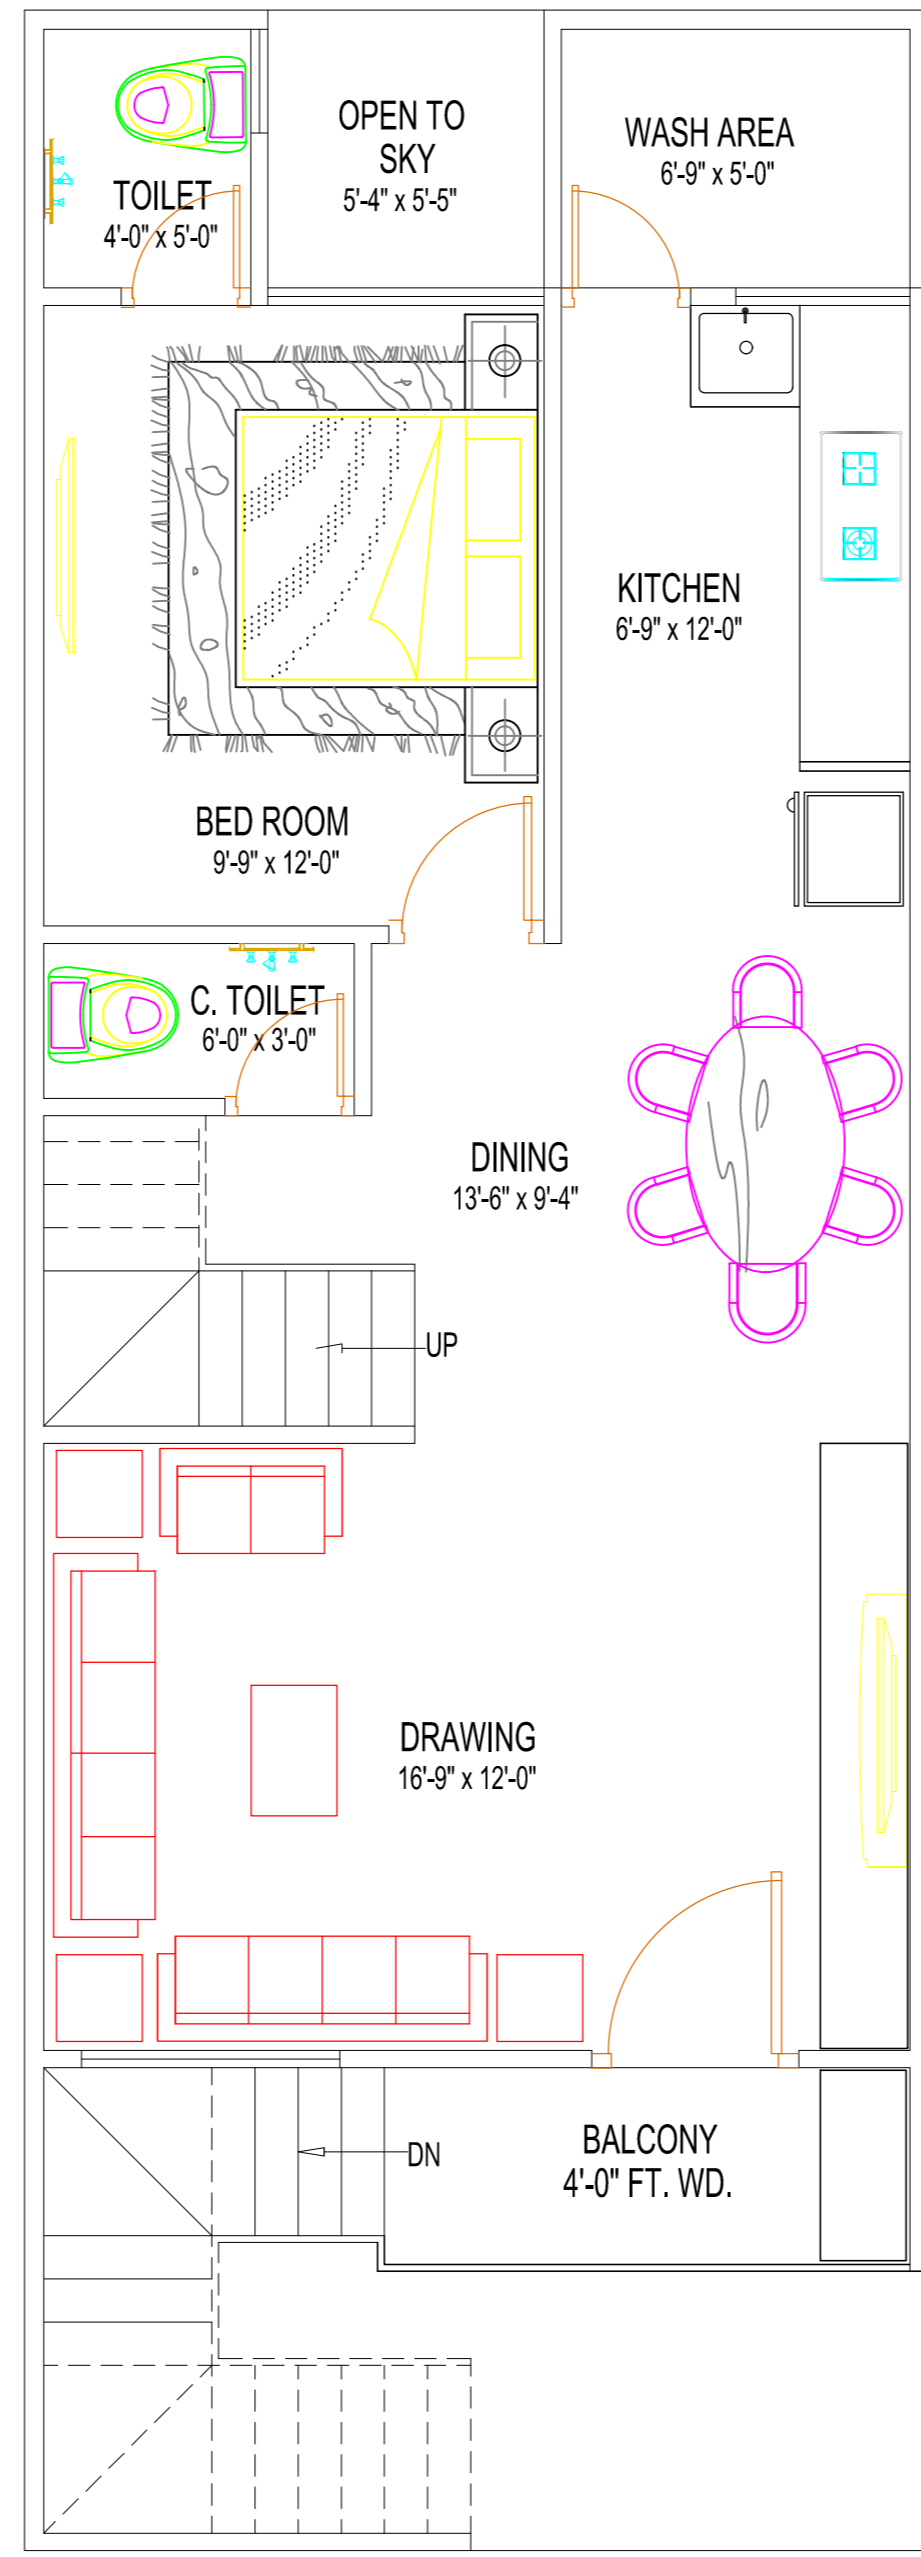 OPEN TO
SKY
5'-4" x 5'-5"
WASH AREA
6'-9" x 5'-0"
TOILET
4'-0" x 5'-0"
KITCHEN
6'-9" x 12'-0"
BED ROOM
9'-9" x 12'-0"
C. TOILET
6'-0" x 3'-0"
DINING
13'-6" x 9'-4"
UP
DRAWING
16'-9" x 12'-0"
BALCONY
4'-0" FT. WD.
DN